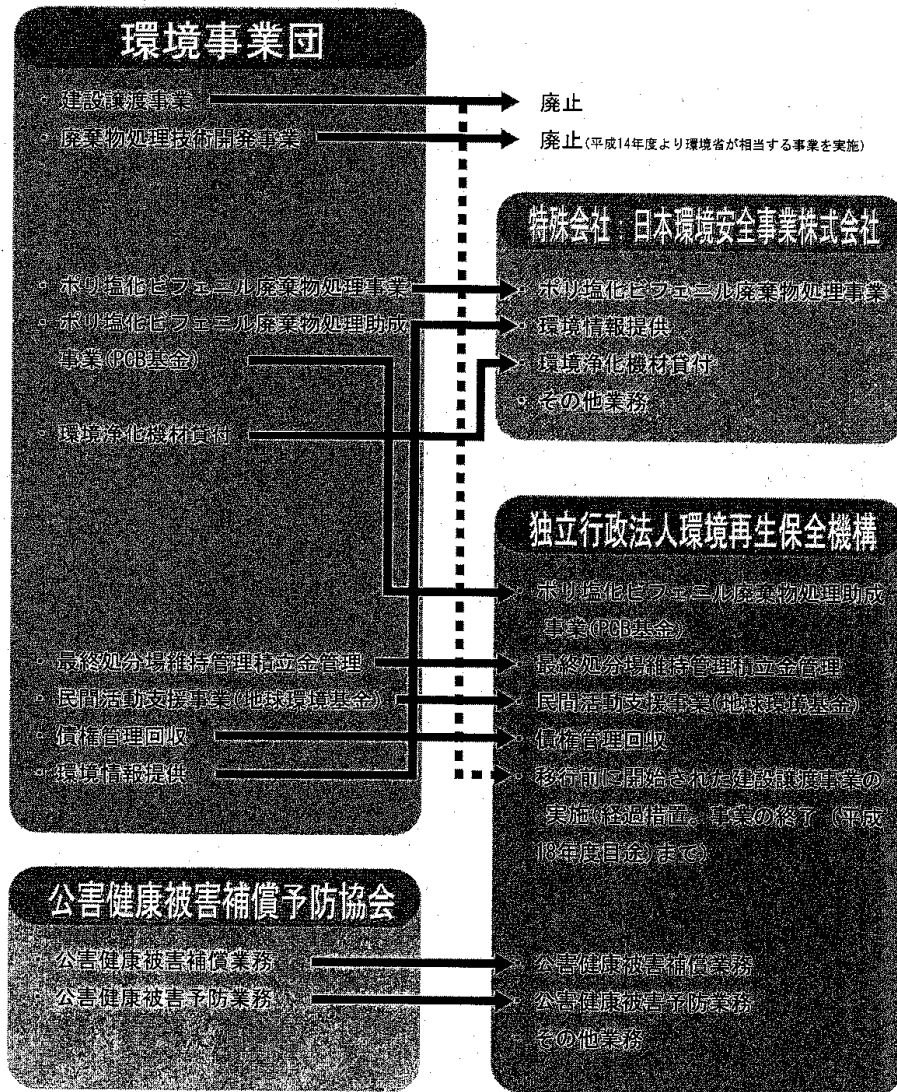 環境事業団
・建設譲渡事業
・廃棄物処理技術開発事業
・ポリ塩化ビフェニル廃棄物処理事業
・ポリ塩化ビフェニル廃棄物処理助成
事業(PCB基金)
・環境浄化機材貸付
・最終処分場維持管理積立金管理
・民間活動支援事業(地球環境基金)
・債権管理回収
・環境情報提供
公害健康被害補償予防協会
・公害健康被害補償業務
・公害健康被害予防業務
廃止
廃止(平成14年度より環境省が相当する事業を実施)
特殊会社:日本環境安全事業株式会社
・ポリ塩化ビフェニル廃棄物処理事業
・環境情報提供
・環境浄化機材貸付
・その他業務
独立行政法人環境再生保全機構
・ポリ塩化ビフェニル廃棄物処理助成
事業(PCB基金)
・最終処分場維持管理積立金管理
・民間活動支援事業(地球環境基金)
・債権管理回収
・移行前に開始された建設譲渡事業の
実施(経過措置。事業の終了(平成
18年度目途)まで)
・公害健康被害補償業務
・公害健康被害予防業務
・その他業務